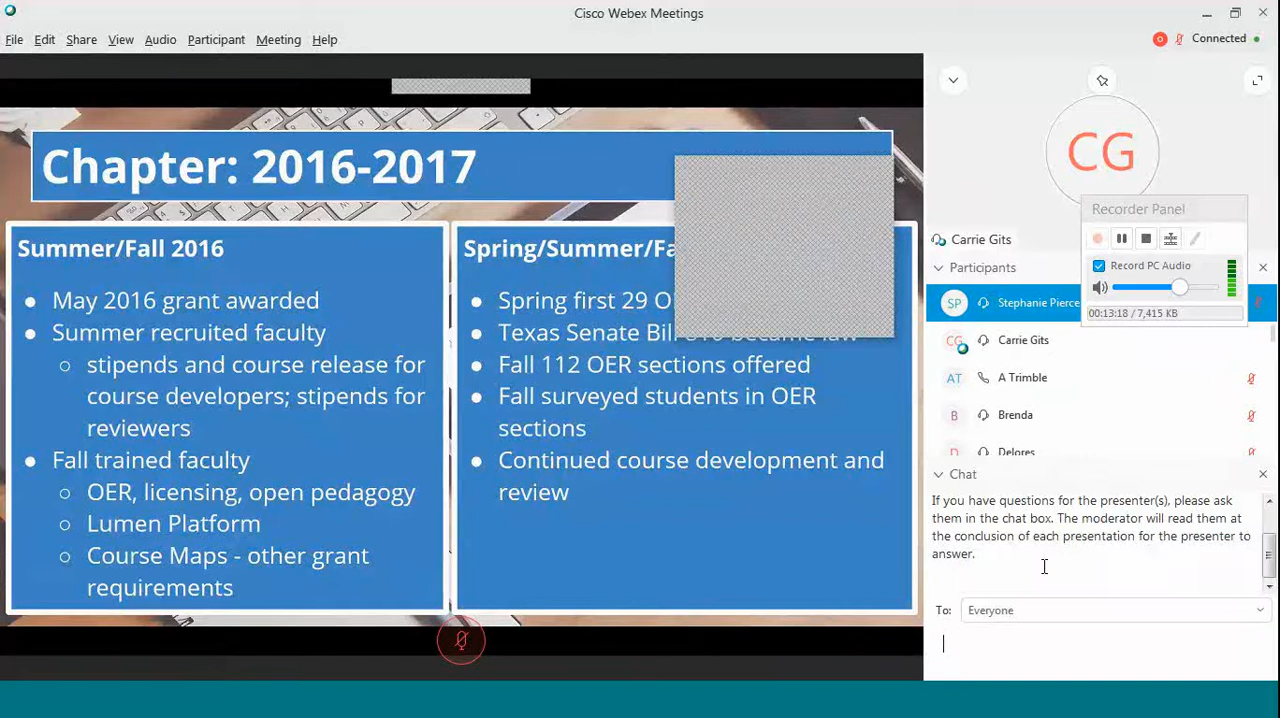 Cisco Webex Meetings
File Edit Share View Audio Participant Meeting Help
Connected
Chapter: 2016-2017
Summer/Fall 2016
● May 2016 grant awarded
● Summer recruited faculty
○ stipends and course release for
course developers; stipends for
reviewers
● Fall trained faculty
○ OER, licensing, open pedagogy
○ Lumen Platform
○ Course Maps - other grant
requirements
Spring/Summer/
● Spring first 29
● Texas Senate Bill became law
● Fall 112 OER sections offered
● Fall surveyed students in OER
sections
● Continued course development and
review
CG
Carrie Gits
Recorder Panel
Record PC Audio
00:13:18 / 7,415 KB
Participants
SP Stephanie Pierce
CG Carrie Gits
AT A Trimble
B Brenda
D Delores
Chat
If you have questions for the presenter(s), please ask
them in the chat box. The moderator will read them at
the conclusion of each presentation for the presenter to
answer.
To: Everyone